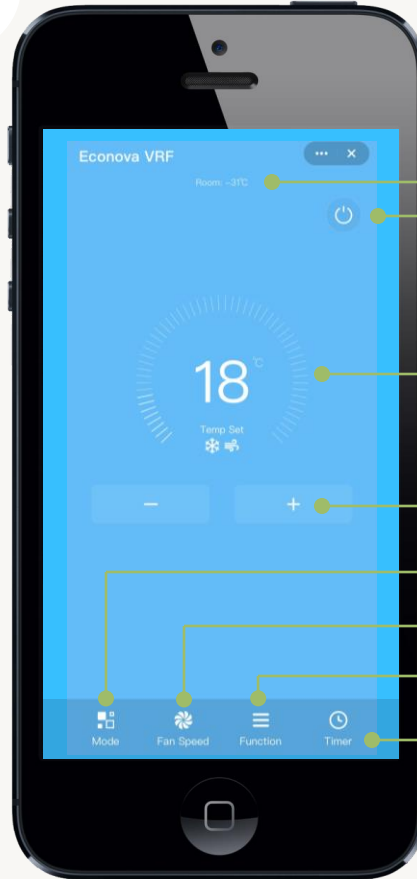 Econova VRF
Room: -31℃
18 ℃
Temp Set
Mode Fan Speed Function Timer